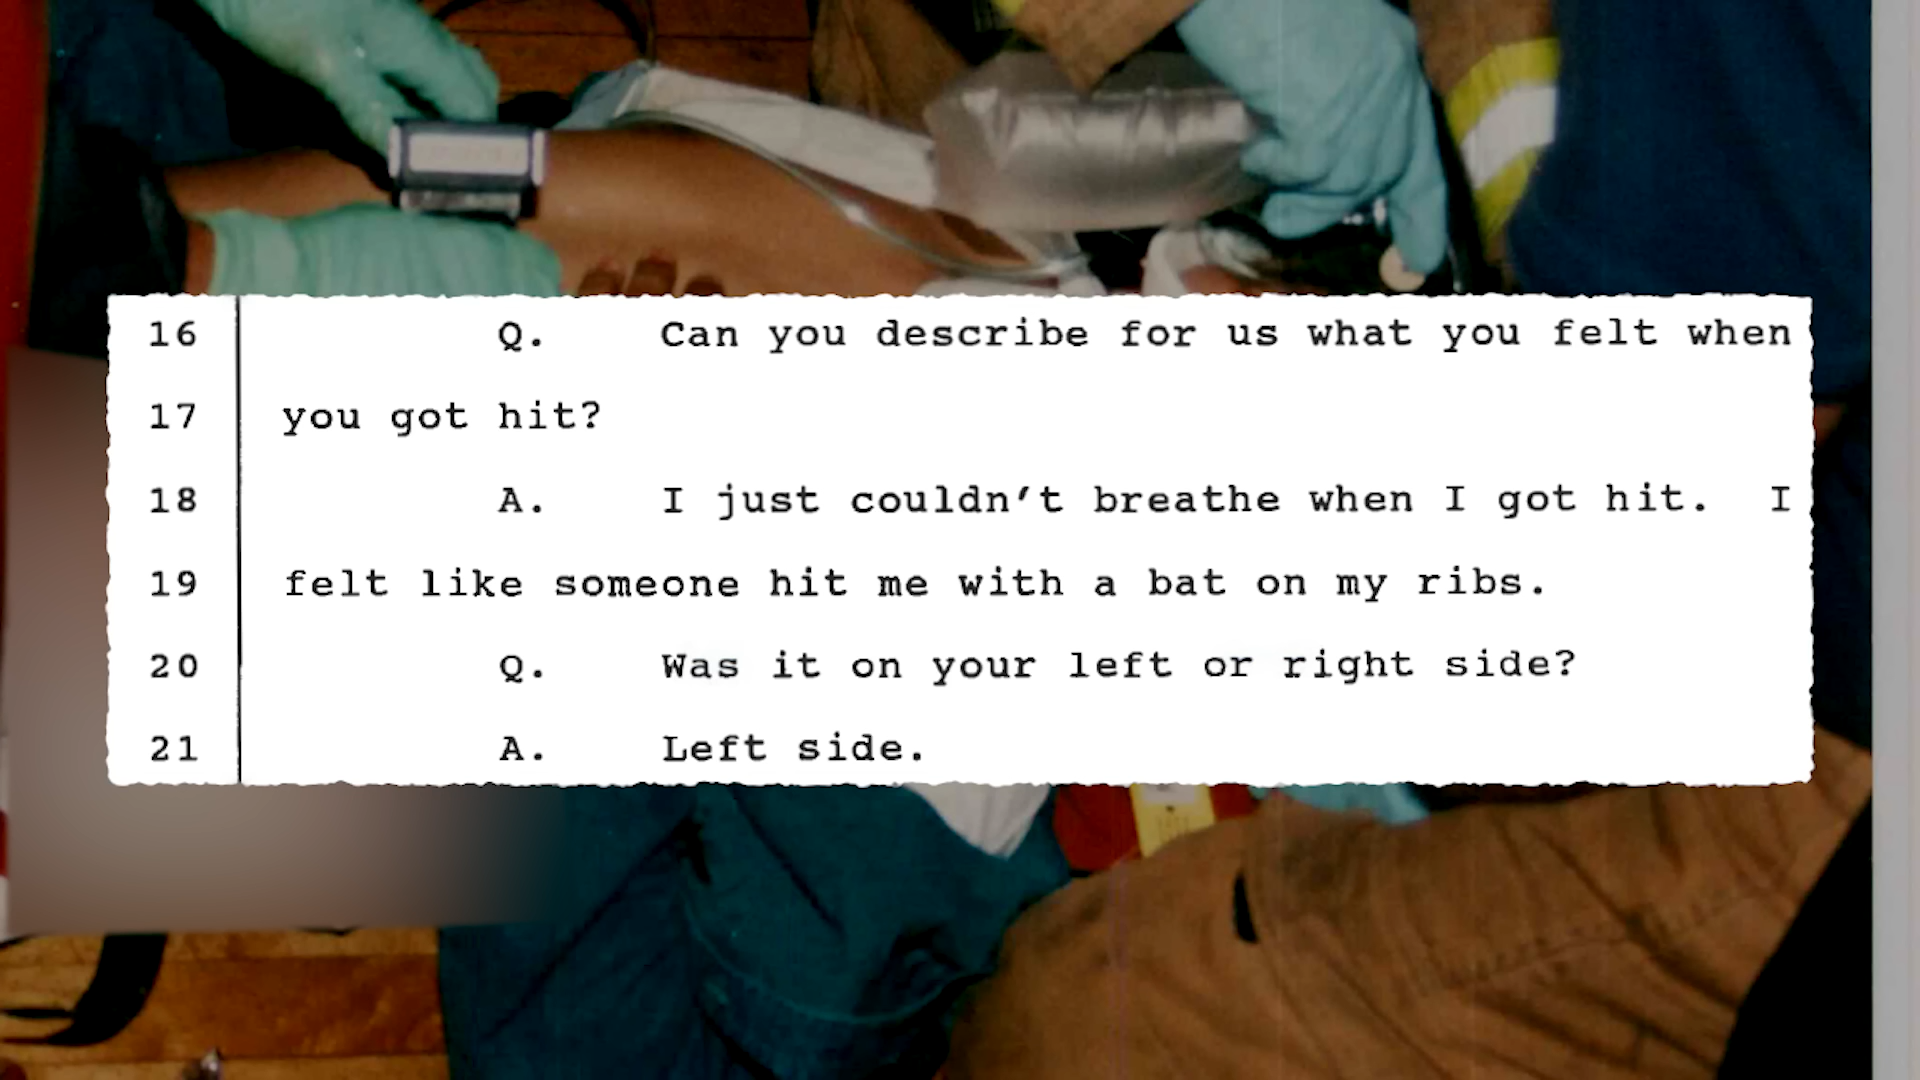 16 Q. Can you describe for us what you felt when
17 you got hit?
18 A. I just couldn't breathe when I got hit. I
19 felt like someone hit me with a bat on my ribs.
20 Q. Was it on your left or right side?
21 A. Left side.